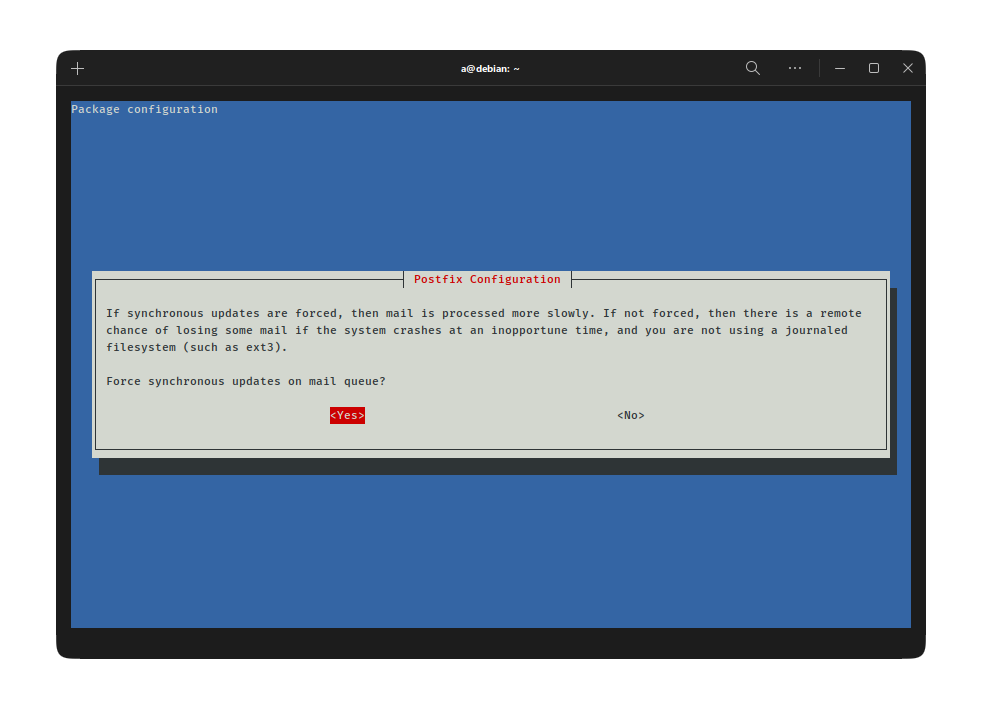 a@debian: ~
Package configuration
Postfix Configuration
If synchronous updates are forced, then mail is processed more slowly. If not forced, then there is a remote
chance of losing some mail if the system crashes at an inopportune time, and you are not using a journaled
filesystem (such as ext3).
Force synchronous updates on mail queue?
<Yes> <No>